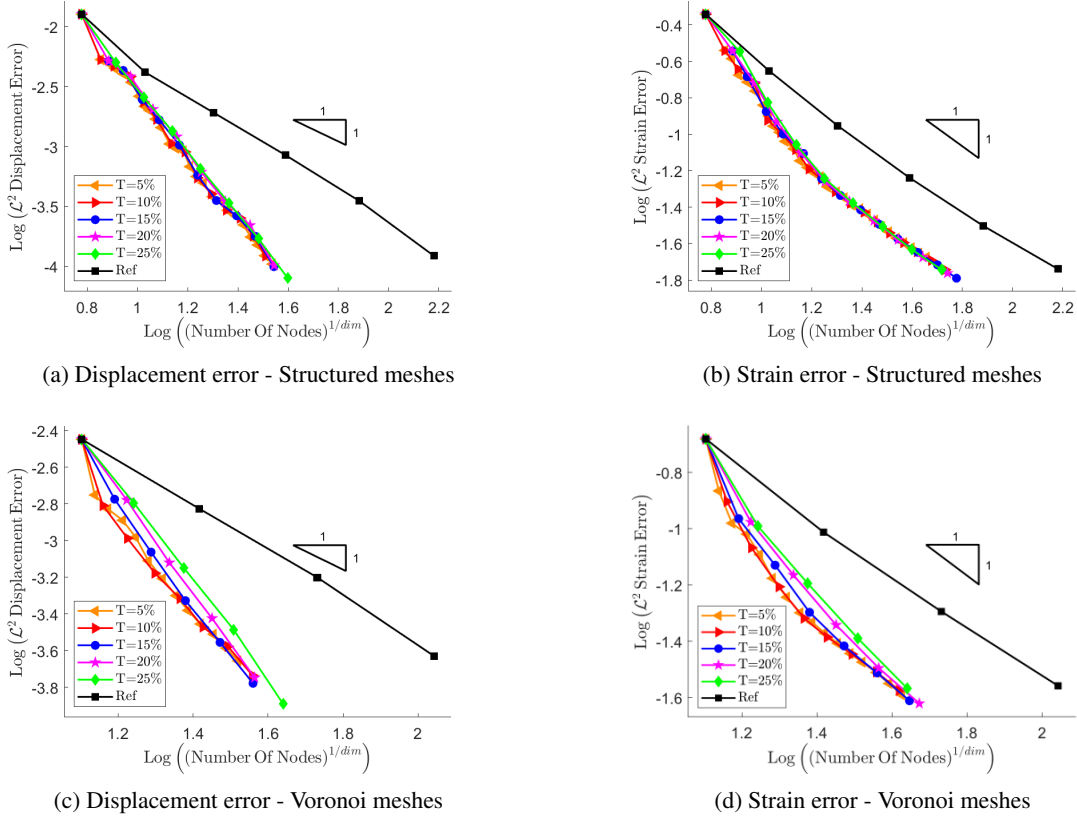 -2
-2.5
-3
-3.5
-4
Log (𝓛² Displacement Error)
1
1
T=5%
T=10%
T=15%
T=20%
T=25%
Ref
0.8 1 1.2 1.4 1.6 1.8 2 2.2
Log ((Number Of Nodes)^{1/dim})
(a) Displacement error - Structured meshes
-0.4
-0.6
-0.8
-1
-1.2
-1.4
-1.6
-1.8
Log (𝓛² Strain Error)
1
1
T=5%
T=10%
T=15%
T=20%
T=25%
Ref
0.8 1 1.2 1.4 1.6 1.8 2 2.2
Log ((Number Of Nodes)^{1/dim})
(b) Strain error - Structured meshes
-2.4
-2.6
-2.8
-3
-3.2
-3.4
-3.6
-3.8
Log (𝓛² Displacement Error)
1
1
T=5%
T=10%
T=15%
T=20%
T=25%
Ref
1.2 1.4 1.6 1.8 2
Log ((Number Of Nodes)^{1/dim})
(c) Displacement error - Voronoi meshes
-0.8
-1
-1.2
-1.4
-1.6
Log (𝓛² Strain Error)
1
1
T=5%
T=10%
T=15%
T=20%
T=25%
Ref
1.2 1.4 1.6 1.8 2
Log ((Number Of Nodes)^{1/dim})
(d) Strain error - Voronoi meshes